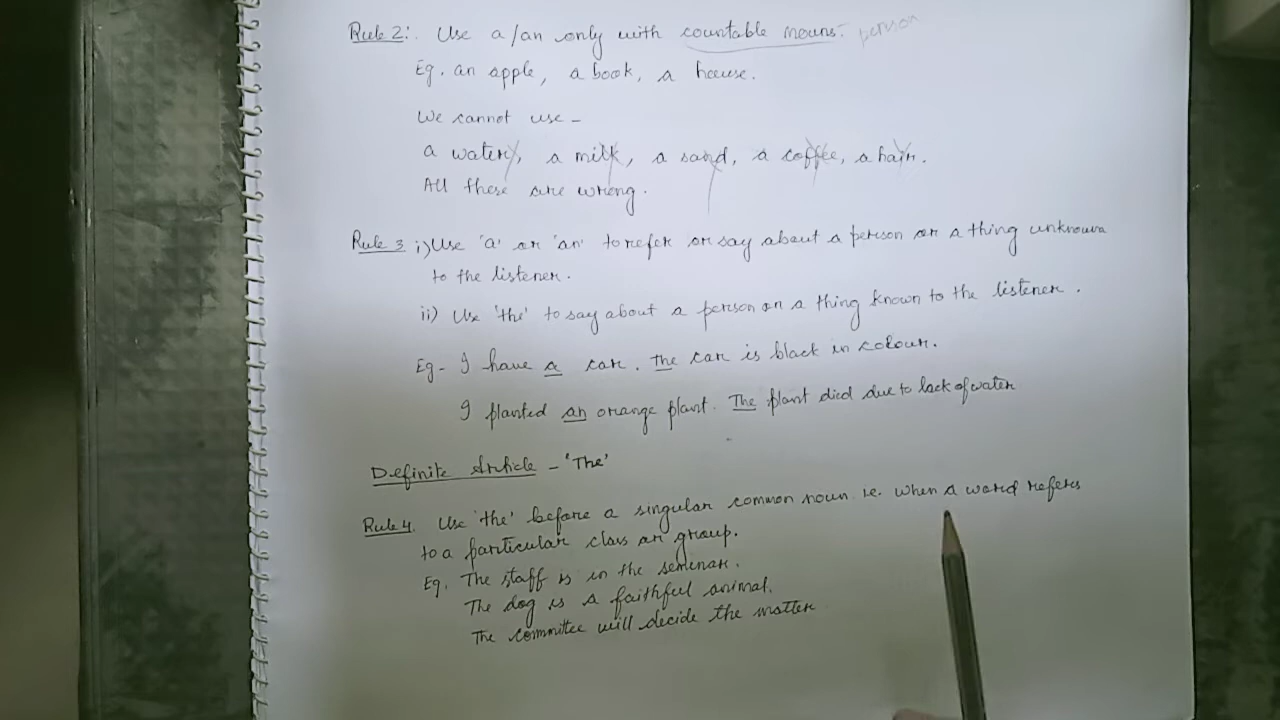 Rule 2:. Use a/an only with countable nouns. person
Eg. an apple, a book, a house.
We cannot use -
a water, a milk, a sand, a coffee, a hair.
All these are wrong.
Rule 3 i) Use 'a' or 'an' to refer or say about a person or a thing unknown
to the listener.
ii) Use 'the' to say about a person or a thing known to the listener.
Eg - I have a car. The car is black in colour.
I planted an orange plant. The plant died due to lack of water
Definite Article - 'The'
Rule 4. Use 'the' before a singular common noun i.e. when a word refers
to a particular class or group.
Eg. The staff is in the seminar.
The dog is a faithful animal.
The committee will decide the matter